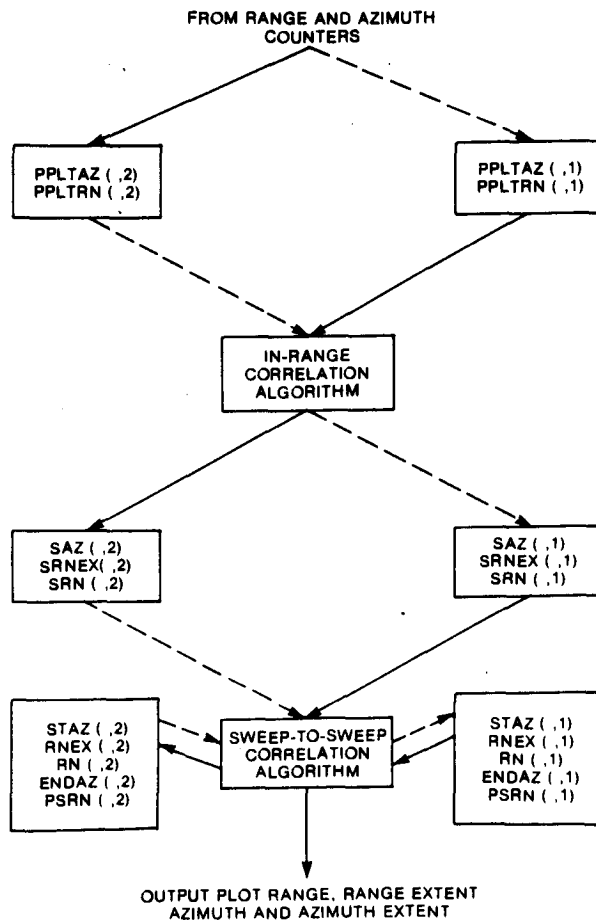 FROM RANGE AND AZIMUTH
COUNTERS
PPLTAZ ( ,2)
PPLTRN ( ,2)
PPLTAZ ( ,1)
PPLTRN ( ,1)
IN-RANGE
CORRELATION
ALGORITHM
SAZ ( ,2)
SRNEX( ,2)
SRN ( ,2)
SAZ ( ,1)
SRNEX ( ,1)
SRN ( ,1)
STAZ ( ,2)
RNEX ( ,2)
RN ( ,2)
ENDAZ ( ,2)
PSRN ( ,2)
SWEEP-TO-SWEEP
CORRELATION
ALGORITHM
STAZ ( ,1)
RNEX ( ,1)
RN ( ,1)
ENDAZ ( ,1)
PSRN ( ,1)
OUTPUT PLOT RANGE, RANGE EXTENT
AZIMUTH AND AZIMUTH EXTENT